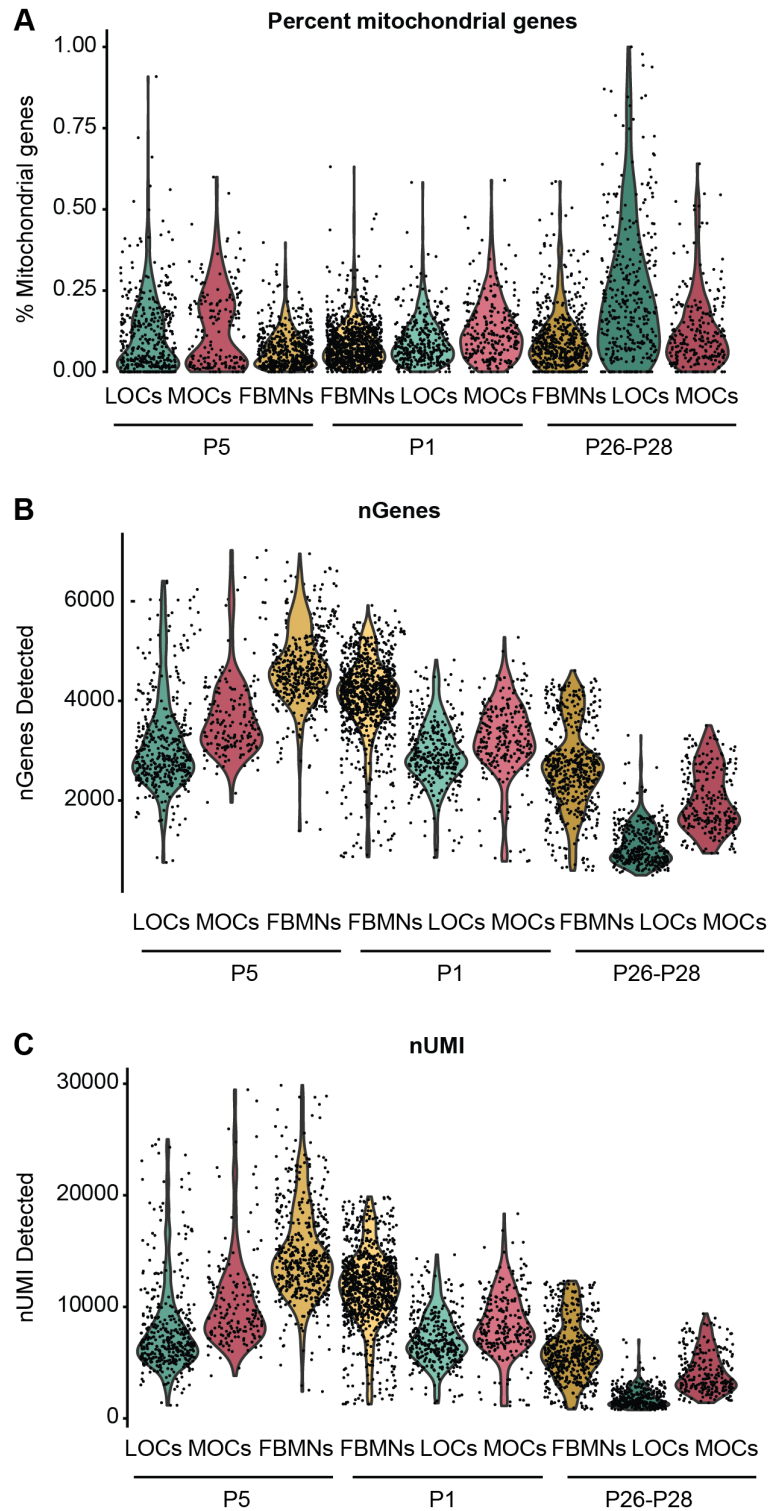 A
Percent mitochondrial genes
% Mitochondrial genes
1.00
0.75
0.50
0.25
0.00
LOCs MOCs FBMNs FBMNs LOCs MOCs FBMNs LOCs MOCs
P5 P1 P26-P28
B
nGenes
nGenes Detected
6000
4000
2000
LOCs MOCs FBMNs FBMNs LOCs MOCs FBMNs LOCs MOCs
P5 P1 P26-P28
C
nUMI
nUMI Detected
30000
20000
10000
0
LOCs MOCs FBMNs FBMNs LOCs MOCs FBMNs LOCs MOCs
P5 P1 P26-P28